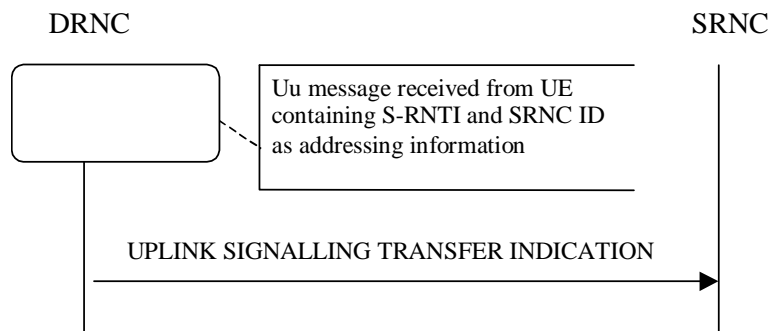 DRNC
SRNC
Uu message received from UE
containing S-RNTI and SRNC ID
as addressing information
UPLINK SIGNALLING TRANSFER INDICATION